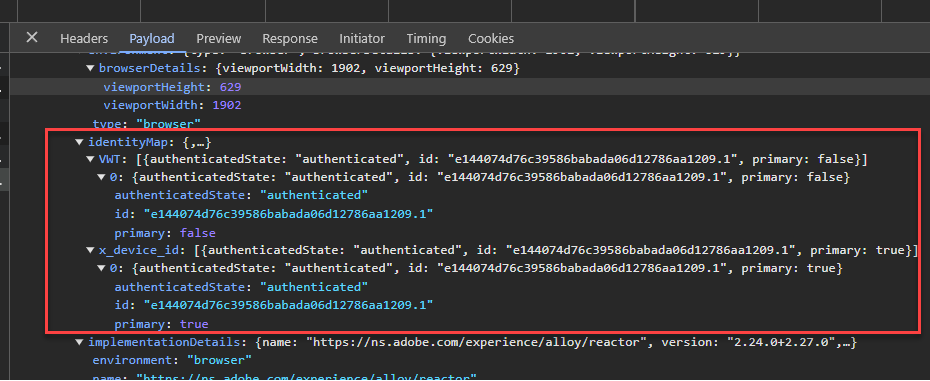 Headers Payload Preview Response Initiator Timing Cookies
browserDetails: {viewportWidth: 1902, viewportHeight: 629}
viewportHeight: 629
viewportWidth: 1902
type: "browser"
identityMap: {,…}
VWT: [{authenticatedState: "authenticated", id: "e144074d76c39586babada06d12786aa1209.1", primary: false}]
0: {authenticatedState: "authenticated", id: "e144074d76c39586babada06d12786aa1209.1", primary: false}
authenticatedState: "authenticated"
id: "e144074d76c39586babada06d12786aa1209.1"
primary: false
x_device_id: [{authenticatedState: "authenticated", id: "e144074d76c39586babada06d12786aa1209.1", primary: true}]
0: {authenticatedState: "authenticated", id: "e144074d76c39586babada06d12786aa1209.1", primary: true}
authenticatedState: "authenticated"
id: "e144074d76c39586babada06d12786aa1209.1"
primary: true
implementationDetails: {name: "https://ns.adobe.com/experience/alloy/reactor", version: "2.24.0+2.27.0",…}
environment: "browser"
name: "https://ns.adobe.com/experience/alloy/reactor"